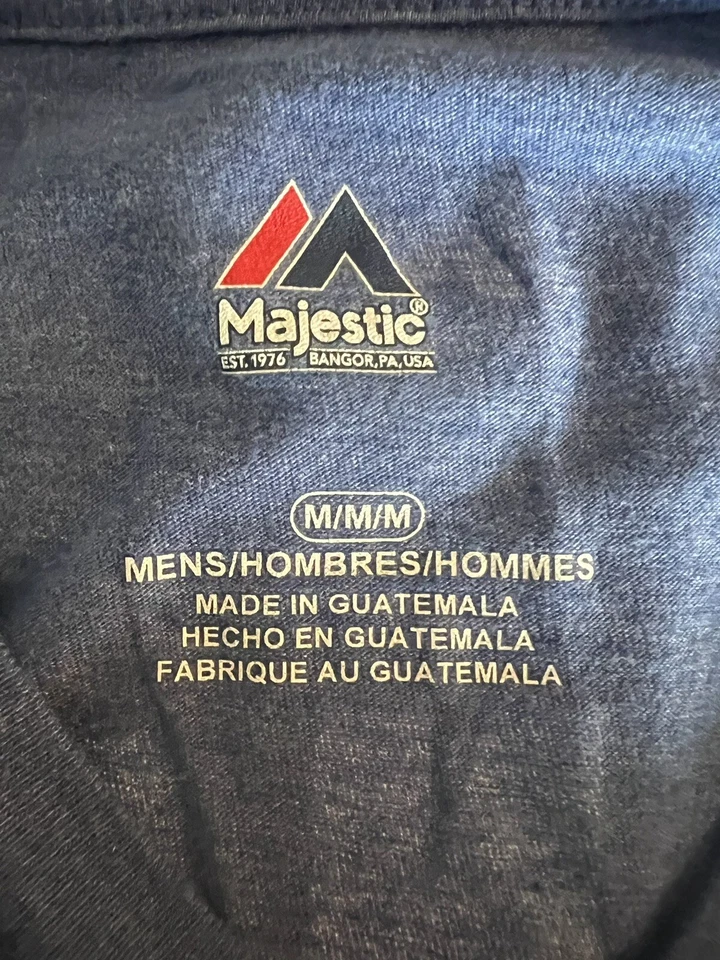 Majestic®
EST. 1976 BANGOR, PA, USA
M/M/M
MENS/HOMBRES/HOMMES
MADE IN GUATEMALA
HECHO EN GUATEMALA
FABRIQUE AU GUATEMALA